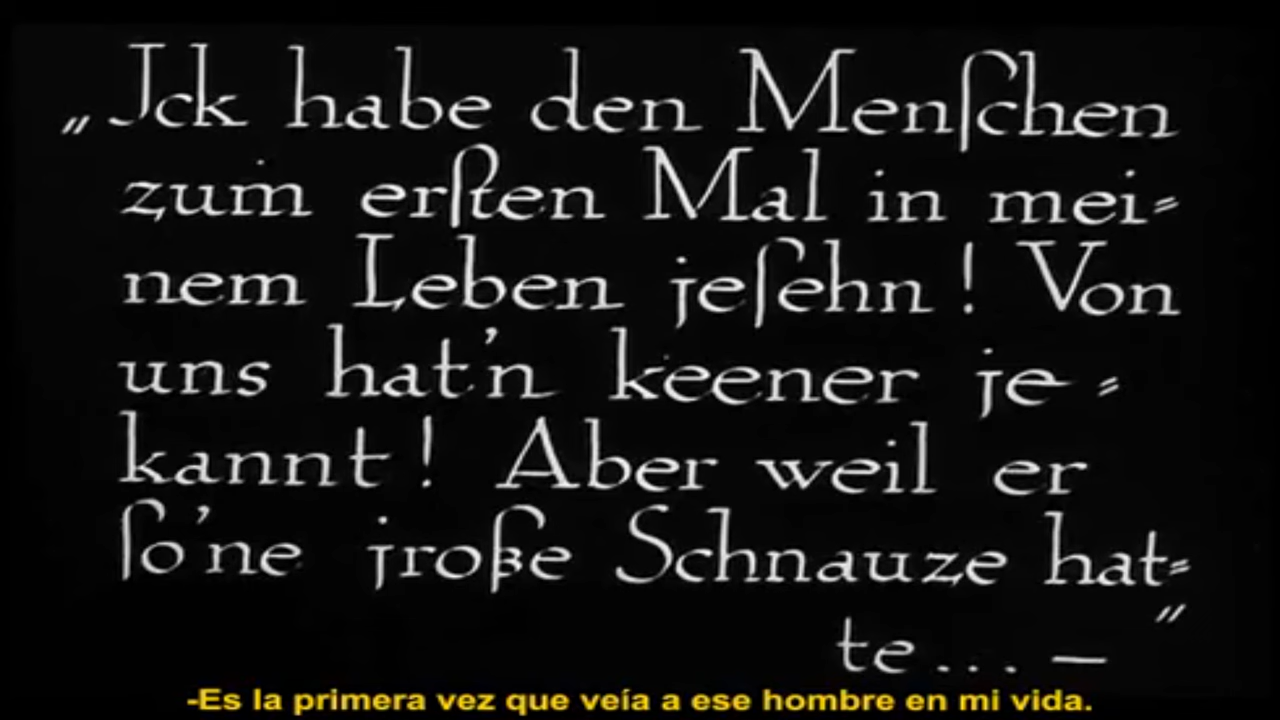 „Ick habe den Menſchen
zum erſten Mal in mei⸗
nem Leben jeſehn! Von
uns hat'n keener je⸗
kannt! Aber weil er
ſo'ne jroße Schnauze hat⸗
te... — "
-Es la primera vez que veía a ese hombre en mi vida.